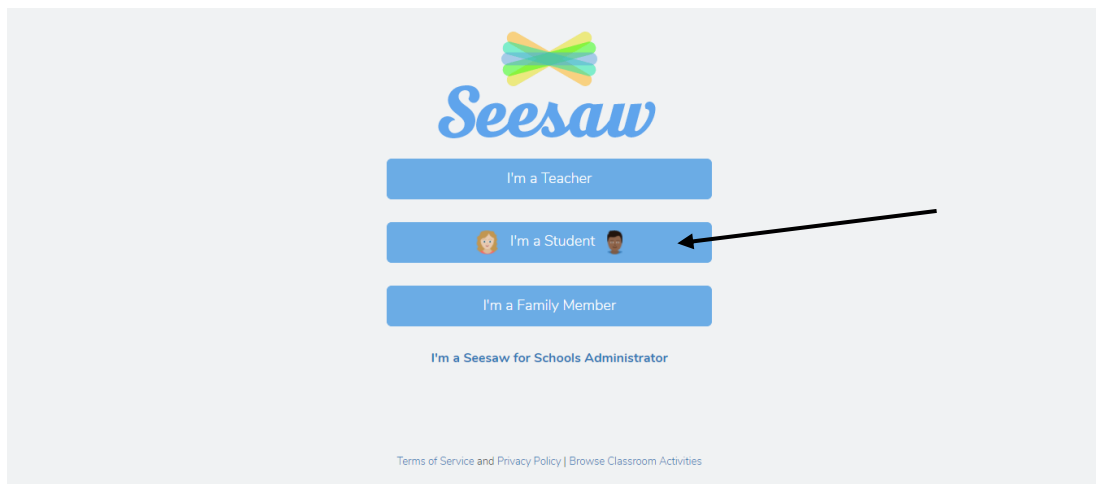 Seesaw
I'm a Teacher
I'm a Student
I'm a Family Member
I'm a Seesaw for Schools Administrator
Terms of Service and Privacy Policy | Browse Classroom Activities